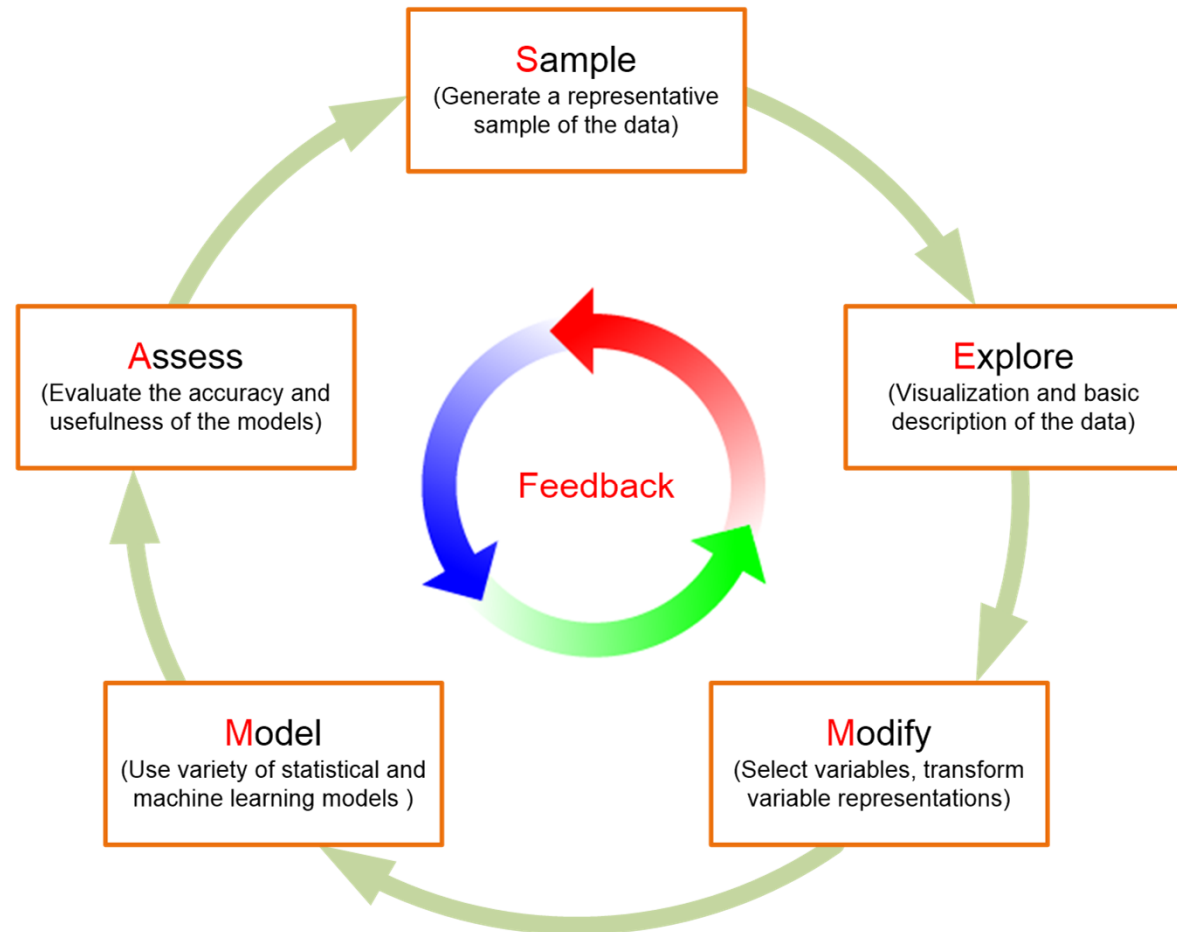 Sample
(Generate a representative
sample of the data)
Assess
(Evaluate the accuracy and
usefulness of the models)
Explore
(Visualization and basic
description of the data)
Feedback
Model
(Use variety of statistical and
machine learning models )
Modify
(Select variables, transform
variable representations)